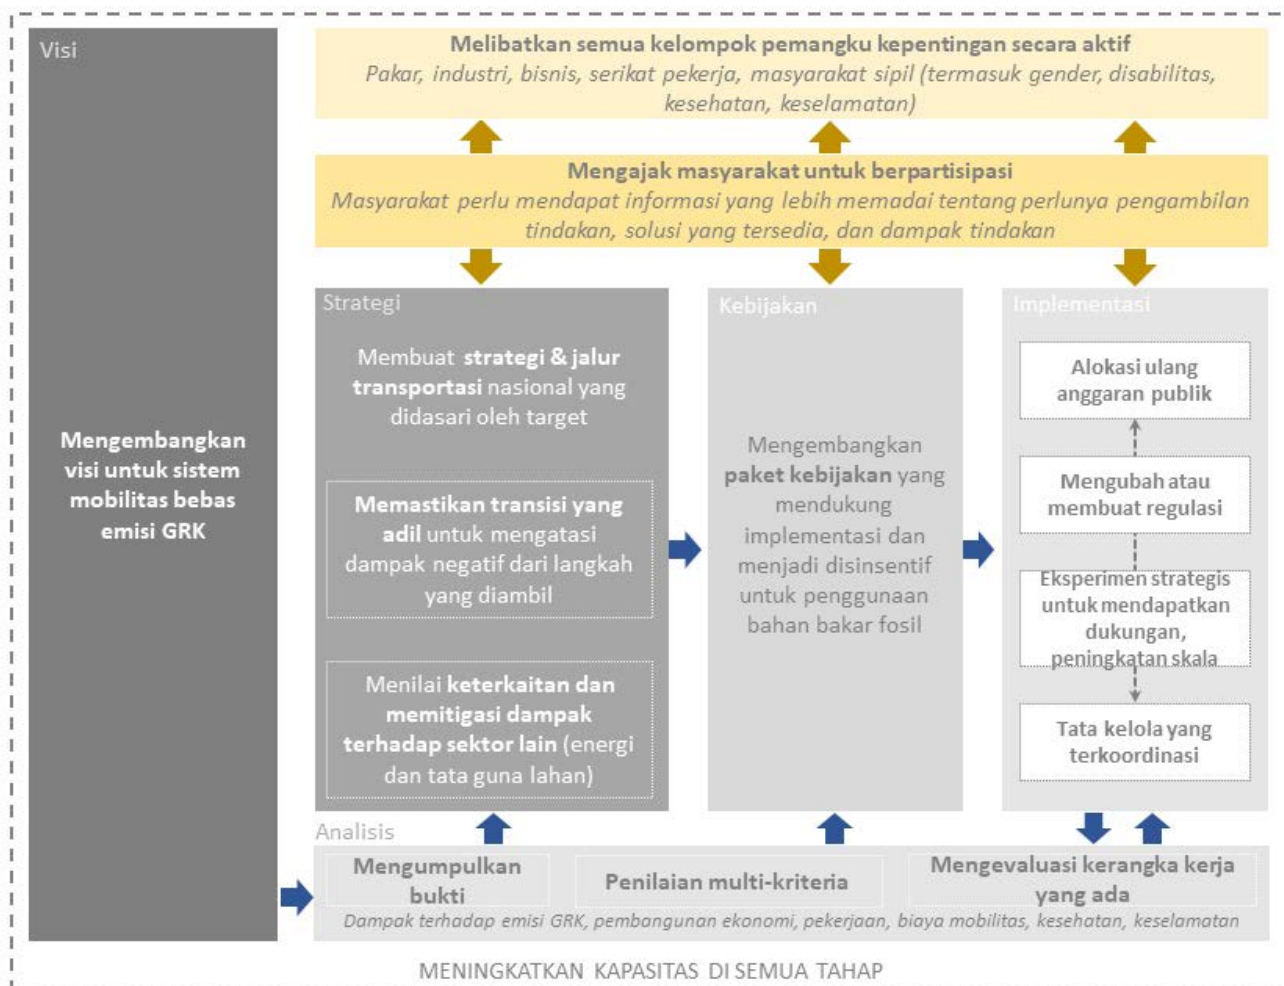 Visi
Mengembangkan
visi untuk sistem
mobilitas bebas
emisi GRK
Melibatkan semua kelompok pemangku kepentingan secara aktif
Pakar, industri, bisnis, serikat pekerja, masyarakat sipil (termasuk gender, disabilitas,
kesehatan, keselamatan)
Mengajak masyarakat untuk berpartisipasi
Masyarakat perlu mendapat informasi yang lebih memadai tentang perlunya pengambilan
tindakan, solusi yang tersedia, dan dampak tindakan
Strategi
Membuat strategi & jalur
transportasi nasional yang
didasari oleh target
Memastikan transisi yang
adil untuk mengatasi
dampak negatif dari langkah
yang diambil
Menilai keterkaitan dan
memitigasi dampak
terhadap sektor lain (energi
dan tata guna lahan)
Kebijakan
Mengembangkan
paket kebijakan yang
mendukung
implementasi dan
menjadi disinsentif
untuk penggunaan
bahan bakar fosil
Implementasi
Alokasi ulang
anggaran publik
Mengubah atau
membuat regulasi
Eksperimen strategis
untuk mendapatkan
dukungan,
peningkatan skala
Tata kelola yang
terkoordinasi
Analisis
Mengumpulkan
bukti
Penilaian multi-kriteria
Mengevaluasi kerangka kerja
yang ada
Dampak terhadap emisi GRK, pembangunan ekonomi, pekerjaan, biaya mobilitas, kesehatan, keselamatan
MENINGKATKAN KAPASITAS DI SEMUA TAHAP